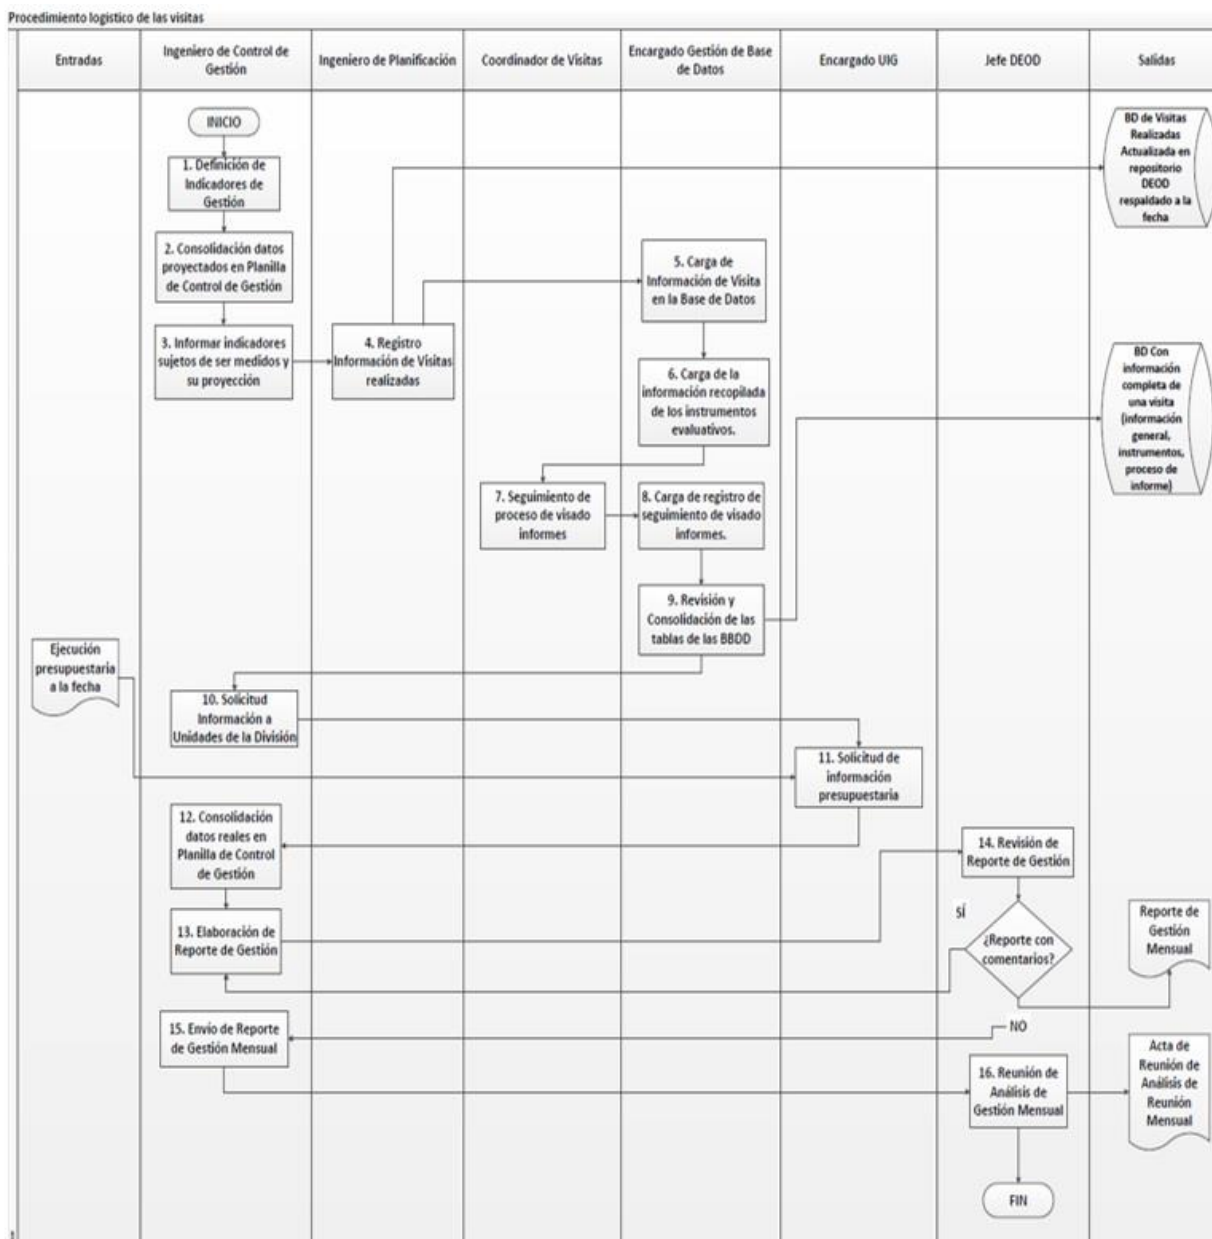 Procedimiento logístico de las visitas
Entradas
Ingeniero de Control de
Gestión
Ingeniero de Planificación
Coordinador de Visitas
Encargado Gestión de Base
de Datos
Encargado UIG
Jefe DEOD
Salidas
INICIO
1. Definición de
Indicadores de
Gestión
2. Consolidación datos
proyectados en Planilla
de Control de Gestión
3. Informar indicadores
sujetos de ser medidos y
su proyección
4. Registro
Información de Visitas
realizadas
5. Carga de
Información de Visita
en la Base de Datos
6. Carga de la
información recopilada
de los instrumentos
evaluativos.
7. Seguimiento de
proceso de visado
informes
8. Carga de registro de
seguimiento de visado
informes.
9. Revisión y
Consolidación de las
tablas de las BBDD
BD de Visitas
Realizadas
Actualizada en
repositorio
DEOD
respaldado a la
fecha
BD Con
información
completa de
una visita
(información
general,
instrumentos,
proceso de
informe)
Ejecución
presupuestaria
a la fecha
10. Solicitud
Información a
Unidades de la División
11. Solicitud de
información
presupuestaria
12. Consolidación
datos reales en
Planilla de Control
de Gestión
13. Elaboración de
Reporte de Gestión
14. Revisión de
Reporte de Gestión
SÍ
¿Reporte con
comentarios?
Reporte de
Gestión
Mensual
NO
15. Envío de Reporte
de Gestión Mensual
16. Reunión de
Análisis de
Gestión Mensual
Acta de
Reunión de
Análisis de
Reunión
Mensual
FIN